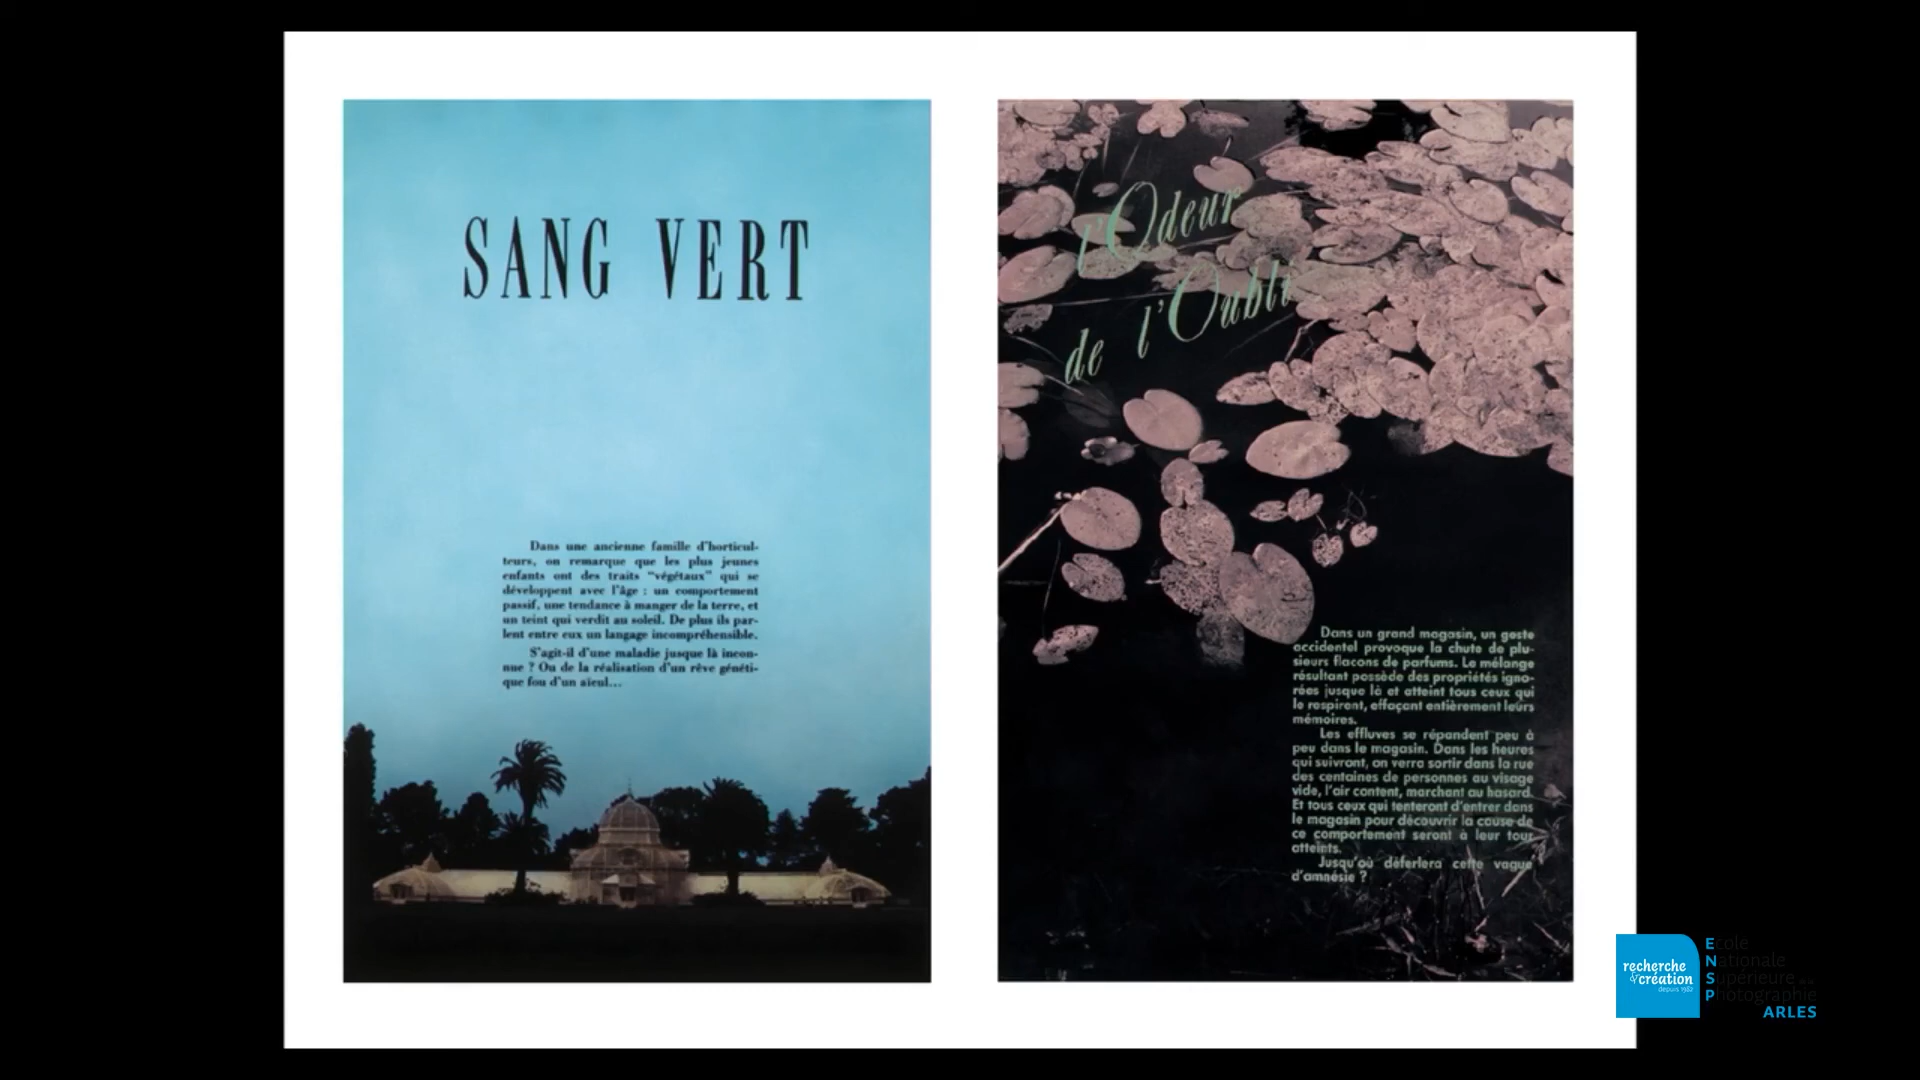 SANG VERT
Dans une ancienne famille d'horticul-
teurs, on remarque que les plus jeunes
enfants ont des traits "végétaux" qui se
développent avec l'âge : un comportement
passif, une tendance à manger de la terre, et
un teint qui verdit au soleil. De plus ils par-
lent entre eux un langage incompréhensible.
S'agit-il d'une maladie jusque là incon-
nue ? Ou de la réalisation d'un rêve généti-
que fou d'un aïeul...
l'Odeur
de l'Oubli
Dans un grand magasin, un geste
accidentel provoque la chute de plu-
sieurs flacons de parfums. Le mélange
résultant possède des propriétés igno-
rées jusque là et atteint tous ceux qui
le respirent, effaçant entièrement leurs
mémoires.
Les effluves se répandent peu à
peu dans le magasin. Dans les heures
qui suivront, on verra sortir dans la rue
des centaines de personnes au visage
vide, l'air content, marchant au hasard.
Et tous ceux qui tenteront d'entrer dans
le magasin pour découvrir la cause de
ce comportement seront à leur tour
atteints.
Jusqu'où déferlera cette vague
d'amnésie ?
recherche
&création
depuis 1982
Ecole
Nationale
Supérieure de la
Photographie
ARLES